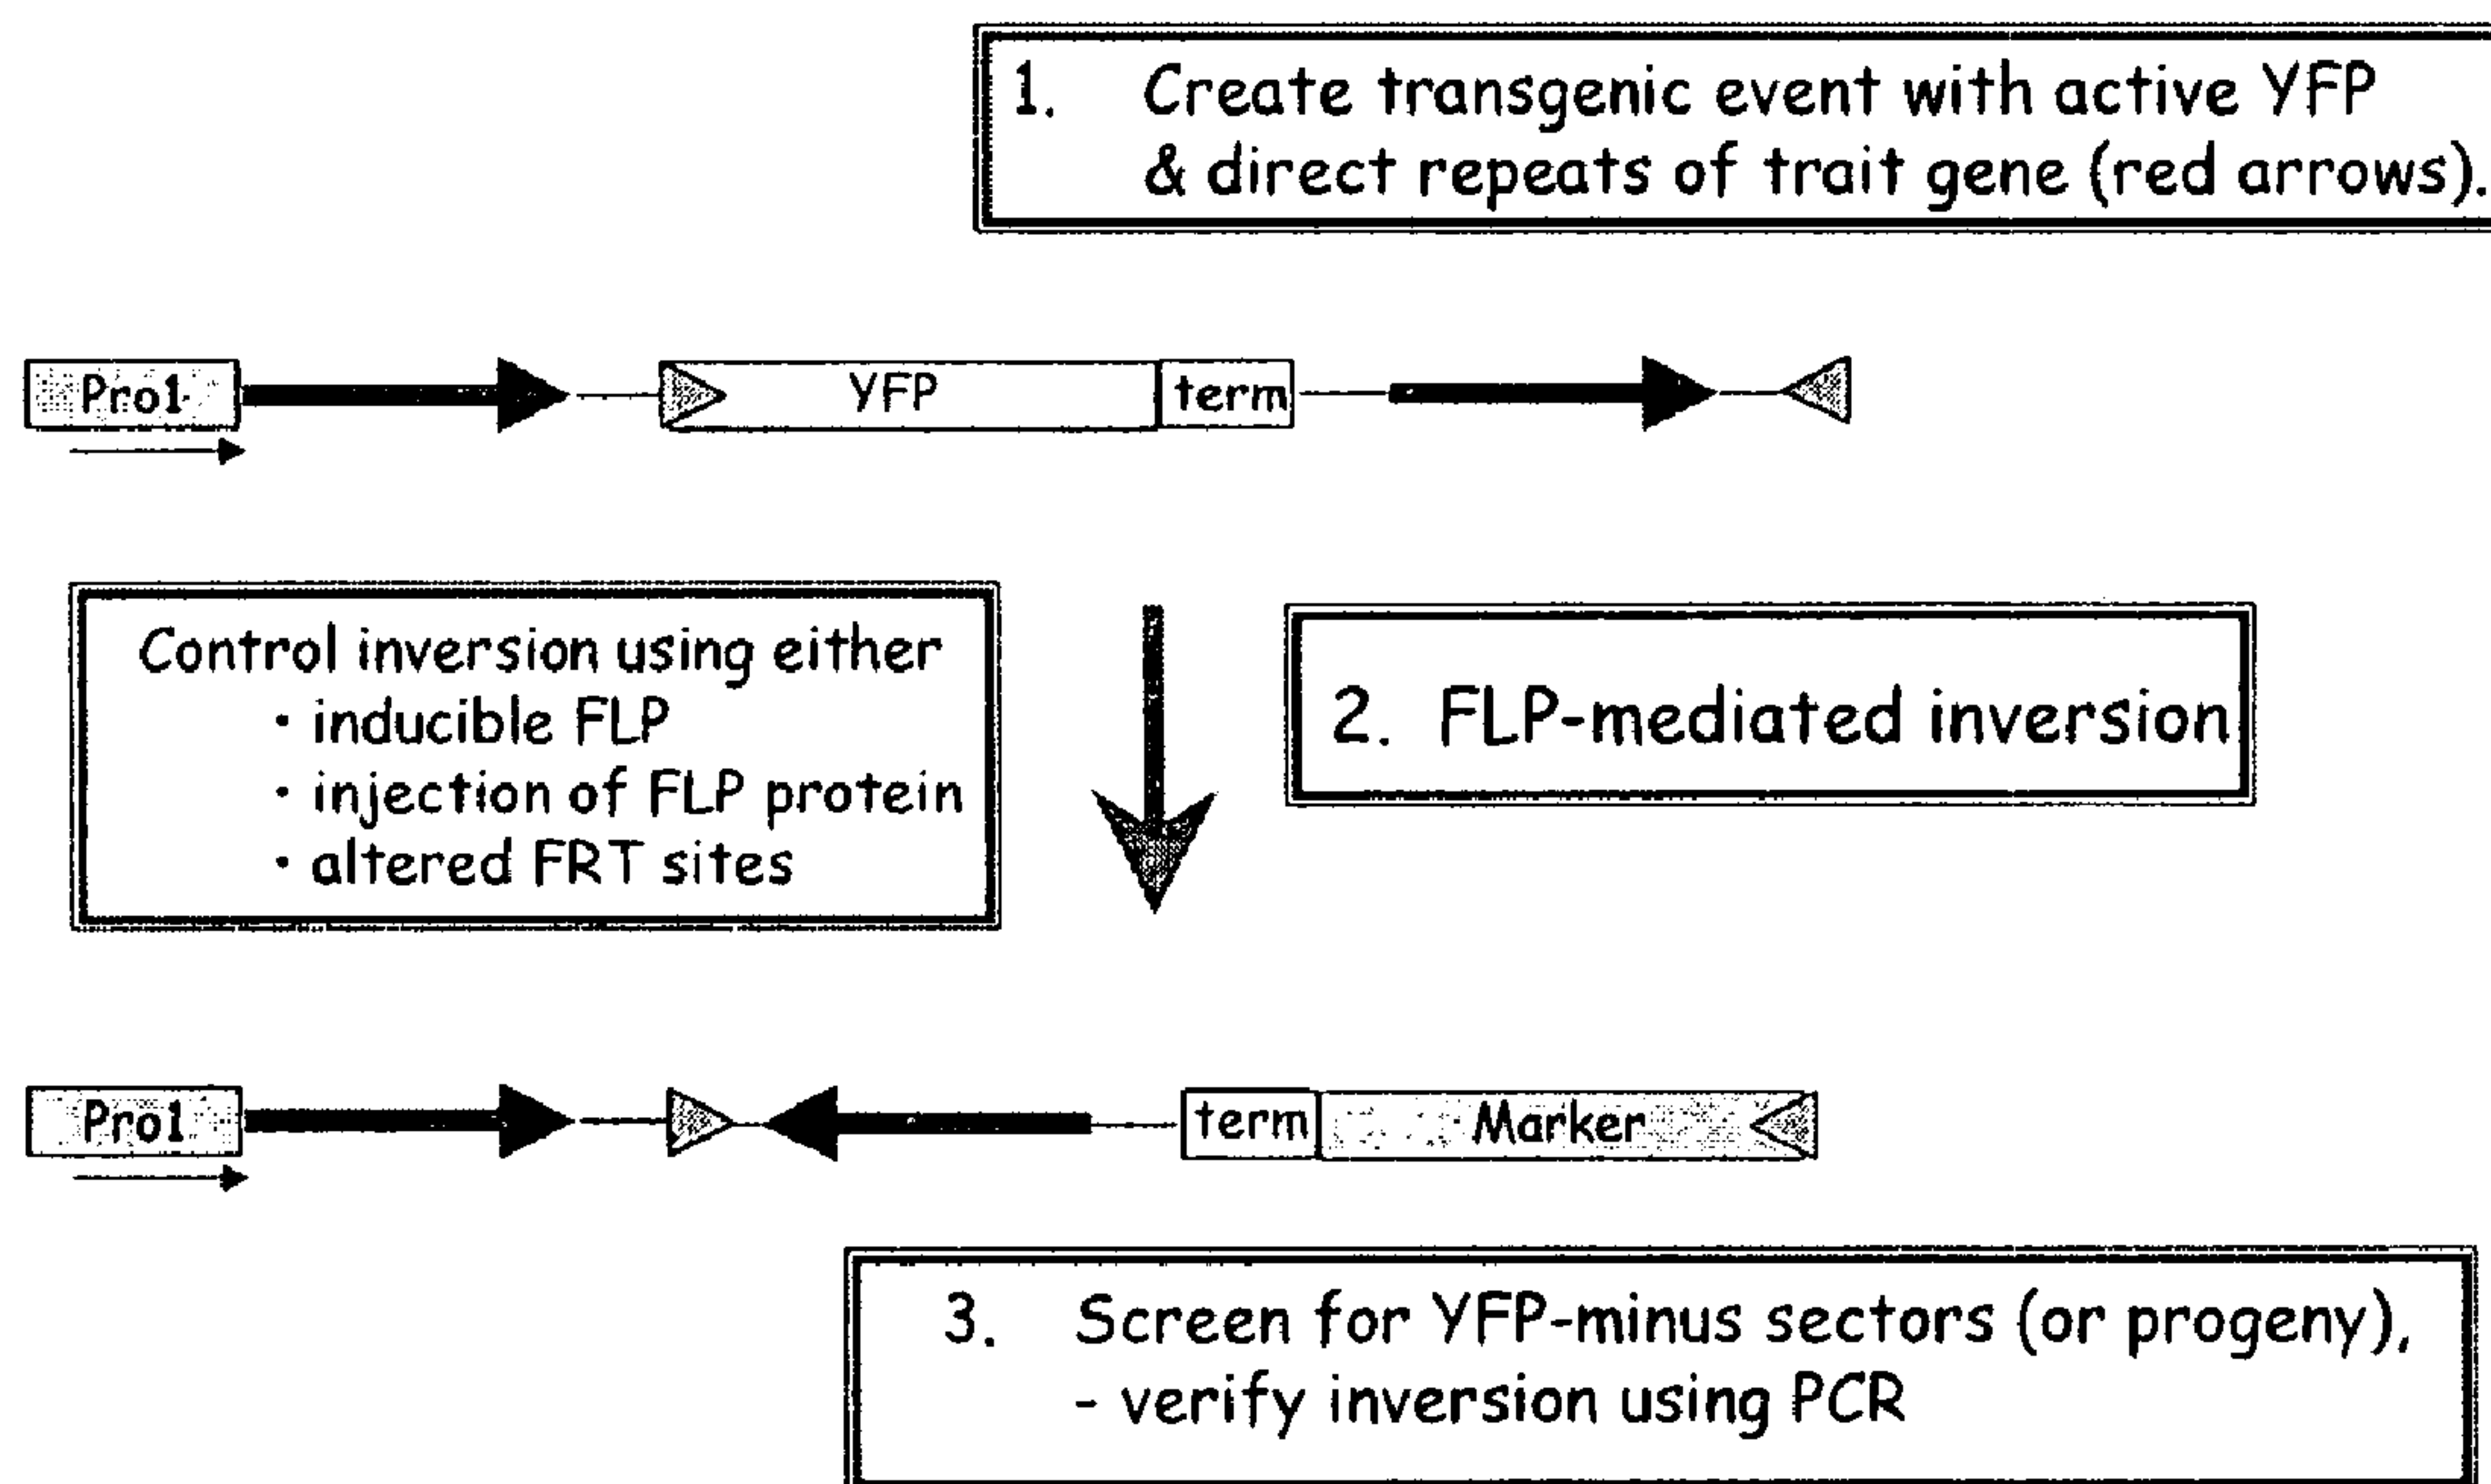 1. Create transgenic event with active YFP
& direct repeats of trait gene (red arrows).
Pro1 YFP term
Control inversion using either
• inducible FLP
• injection of FLP protein
• altered FRT sites
2. FLP-mediated inversion
Pro1 term Marker
3. Screen for YFP-minus sectors (or progeny),
- verify inversion using PCR